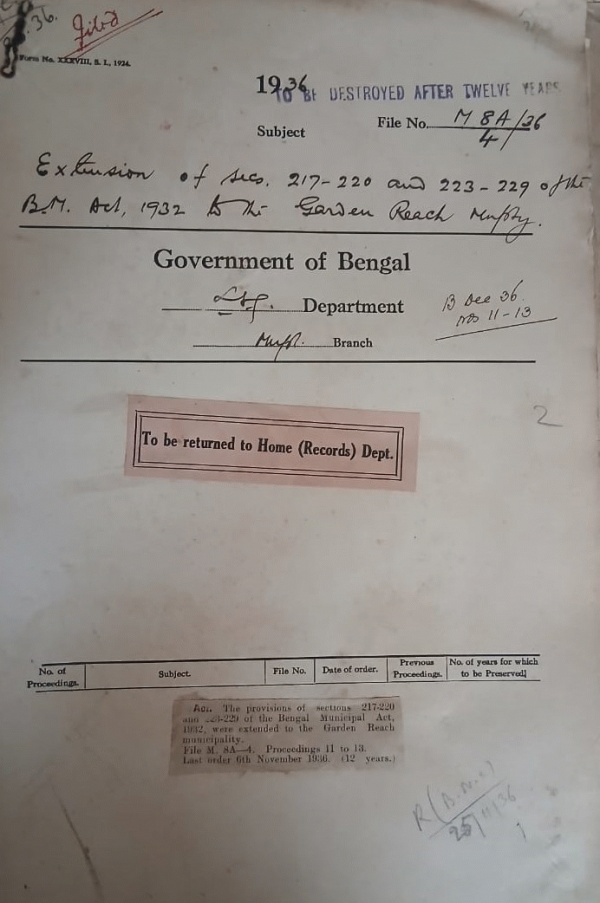 36.
Filed
Form No. XXXVIII, S. I., 1934.
1936
TO BE DESTROYED AFTER TWELVE YEARS
Subject
File No. M 8A/36
4
Extension of secs. 217-220 and 223-229 of the
B.M. Act, 1932 to the Garden Reach Munpty.
Government of Bengal
Department
B Dec 36
Nos 11-13
Branch
2
To be returned to Home (Records) Dept.
No. of Proceedings.
Subject.
File No.
Date of order.
Previous Proceedings.
No. of years for which to be Preserved
Act. The provisions of sections 217-220
and 223-229 of the Bengal Municipal Act,
1932, were extended to the Garden Reach
municipality.
File M. 8A—4. Proceedings 11 to 13.
Last order 6th November 1936. (12 years.)
25/11/36